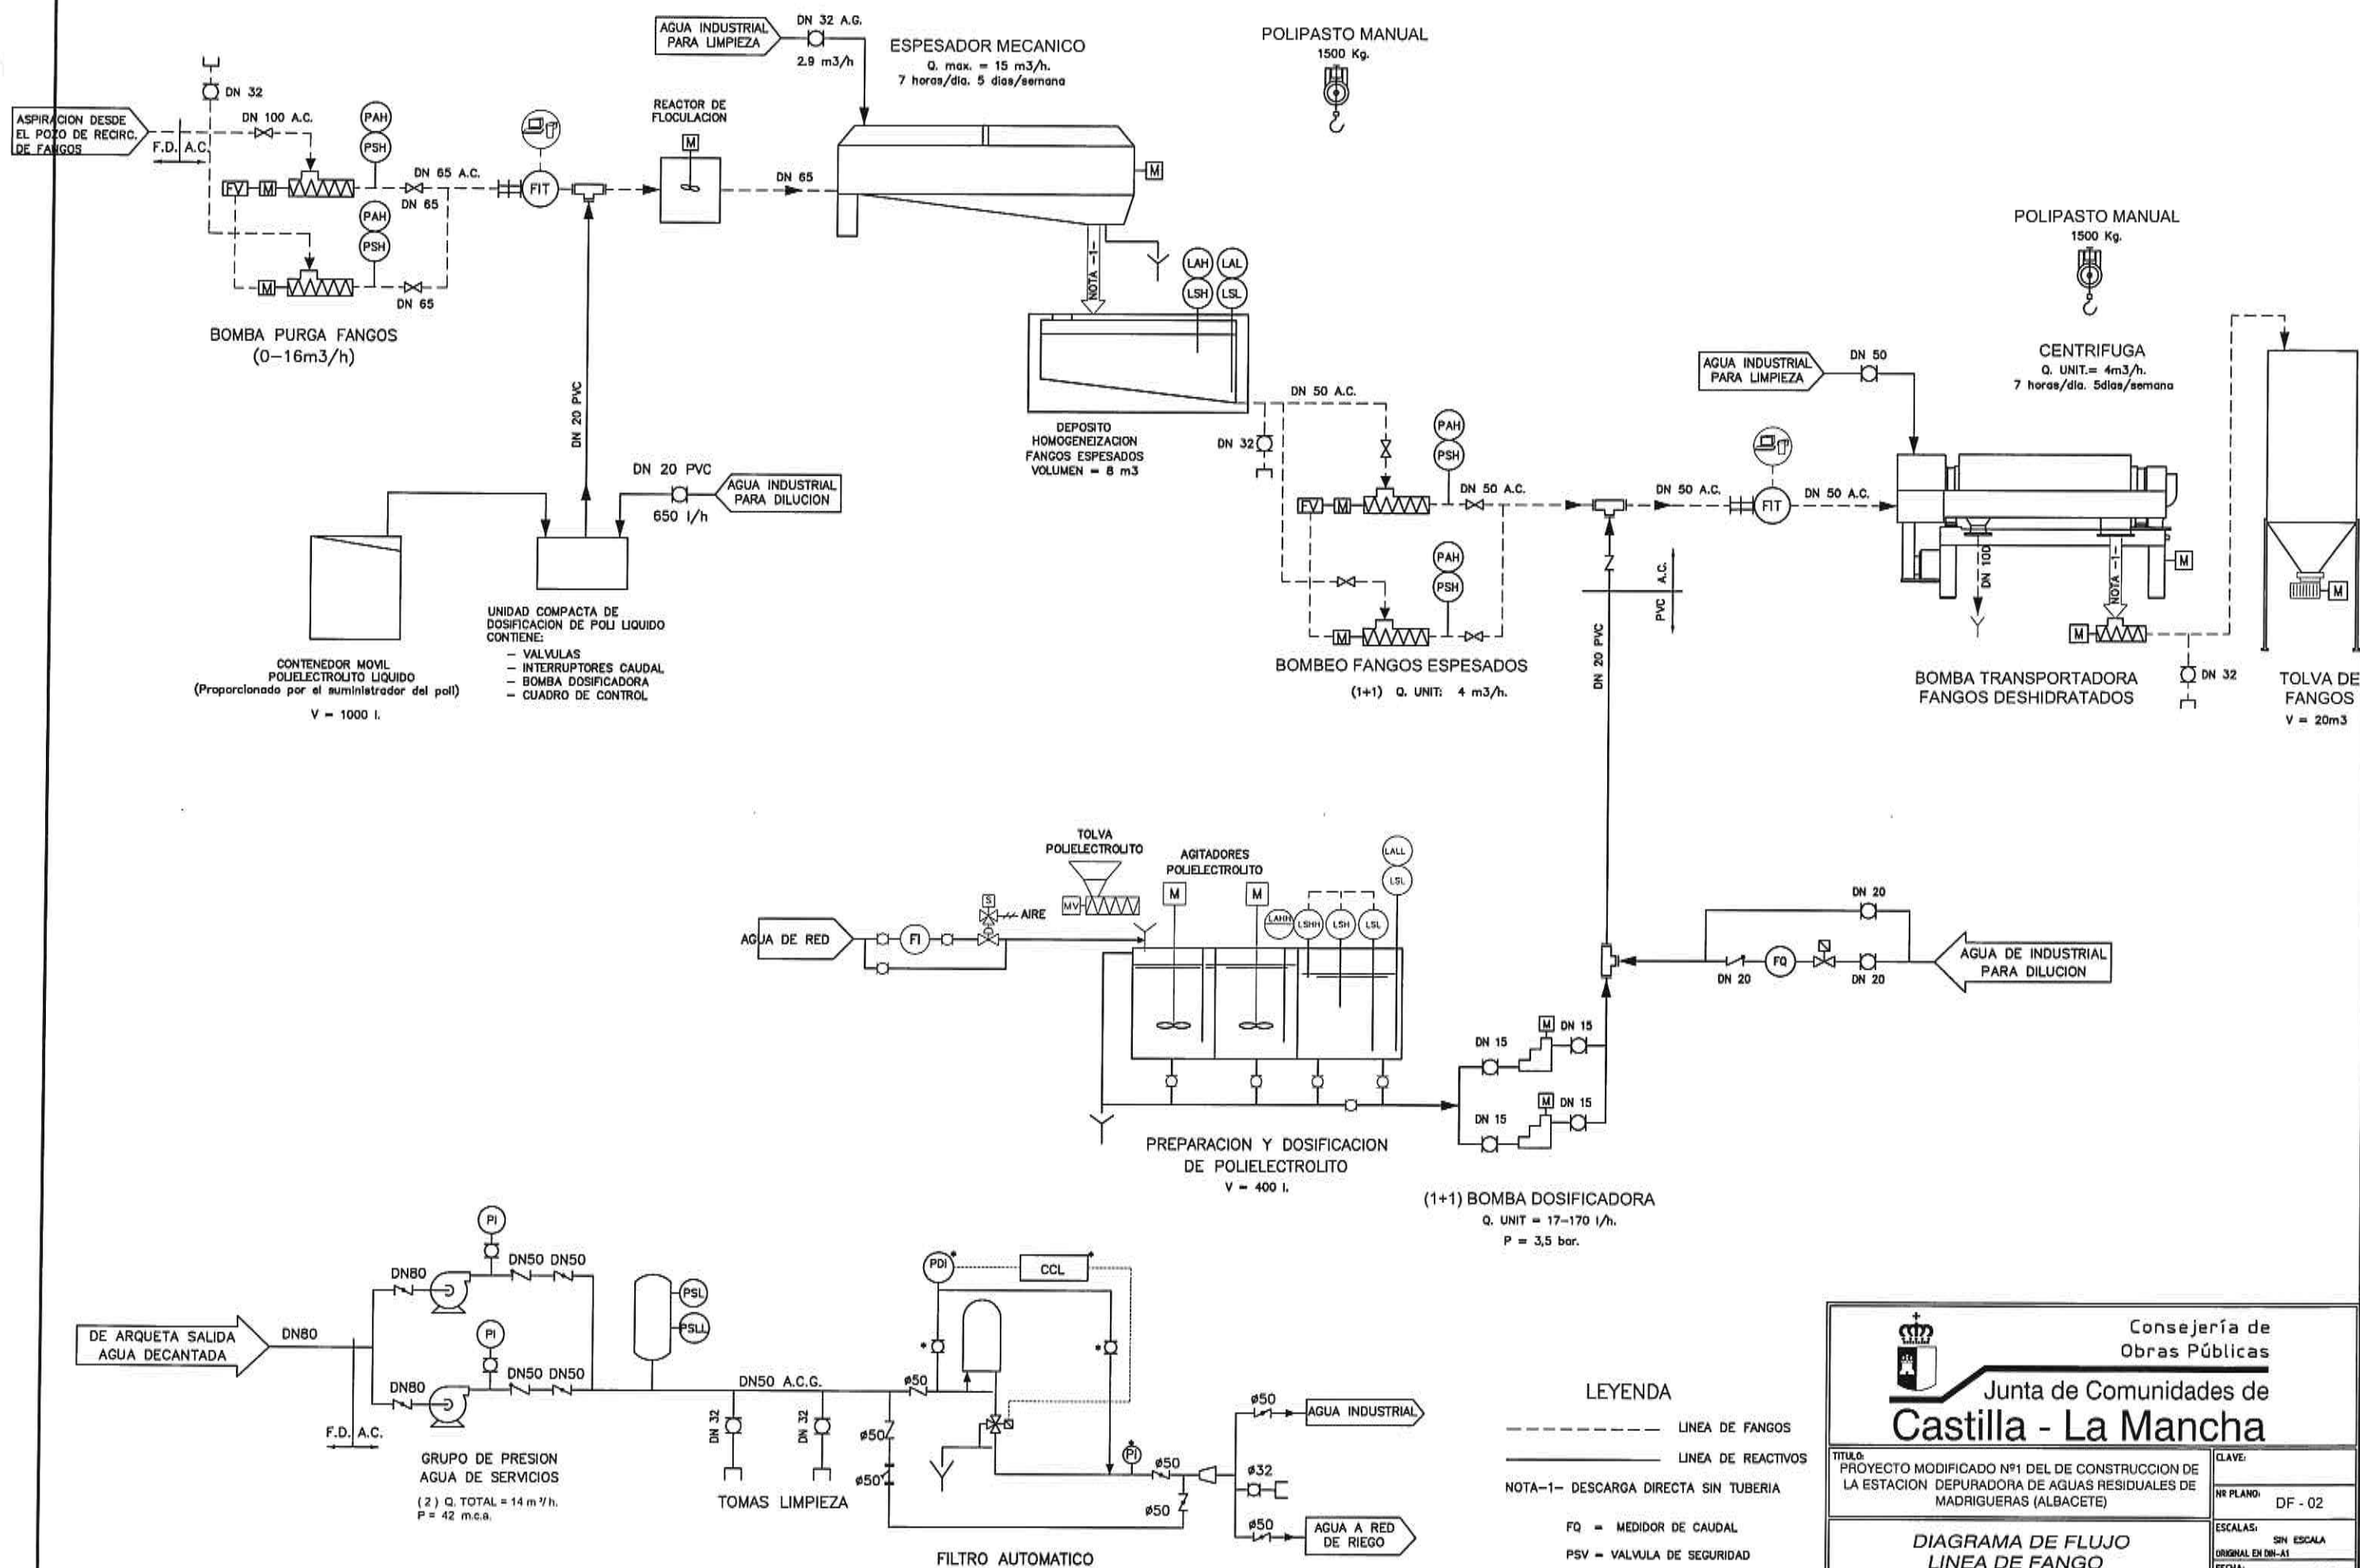 AGUA INDUSTRIAL
PARA LIMPIEZA
DN 32 A.G.
2.9 m3/h
ESPESADOR MECANICO
Q. max. = 15 m3/h.
7 horas/dia. 5 dias/semana
POLIPASTO MANUAL
1500 Kg.
DN 32
ASPIRACION DESDE
EL POZO DE RECIRC.
DE FANGOS
F.D. A.C.
DN 100 A.C.
PAH
PSH
FV
M
DN 65 A.C.
DN 65
PAH
PSH
M
DN 65
BOMBA PURGA FANGOS
(0-16m3/h)
FIT
REACTOR DE
FLOCULACION
M
DN 65
M
NOTA -1-
LAH
LAL
LSH
LSL
DEPOSITO
HOMOGENEIZACION
FANGOS ESPESADOS
VOLUMEN = 8 m3
DN 20 PVC
DN 20 PVC
650 l/h
AGUA INDUSTRIAL
PARA DILUCION
CONTENEDOR MOVIL
POLIELECTROLITO LIQUIDO
(Proporcionado por el suministrador del poli)
V = 1000 l.
UNIDAD COMPACTA DE
DOSIFICACION DE POLI LIQUIDO
CONTIENE:
- VALVULAS
- INTERRUPTORES CAUDAL
- BOMBA DOSIFICADORA
- CUADRO DE CONTROL
DN 50 A.C.
DN 32
PAH
PSH
FV
M
DN 50 A.C.
PAH
PSH
M
BOMBEO FANGOS ESPESADOS
(1+1) Q. UNIT: 4 m3/h.
DN 50 A.C.
FIT
DN 50 A.C.
PVC
A.C.
DN 20 PVC
POLIPASTO MANUAL
1500 Kg.
AGUA INDUSTRIAL
PARA LIMPIEZA
DN 50
CENTRIFUGA
Q. UNIT.= 4m3/h.
7 horas/dia. 5dias/semana
DN 100
NOTA -1-
M
M
M
BOMBA TRANSPORTADORA
FANGOS DESHIDRATADOS
DN 32
TOLVA DE
FANGOS
V = 20m3
TOLVA
POLIELECTROLITO
MV
AGITADORES
POLIELECTROLITO
M
M
AGUA DE RED
FI
S
AIRE
LAHH
LSHH
LSH
LSL
LALL
LSL
PREPARACION Y DOSIFICACION
DE POLIELECTROLITO
V = 400 l.
DN 15
M
DN 15
DN 15
M
DN 15
(1+1) BOMBA DOSIFICADORA
Q. UNIT = 17-170 l/h.
P = 3,5 bar.
DN 20
DN 20
FQ
DN 20
AGUA DE INDUSTRIAL
PARA DILUCION
DE ARQUETA SALIDA
AGUA DECANTADA
DN80
F.D. A.C.
DN80
PI
DN50 DN50
DN80
PI
DN50 DN50
GRUPO DE PRESION
AGUA DE SERVICIOS
(2) Q. TOTAL = 14 m³/h.
P = 42 m.c.a.
PSL
PSLL
DN50 A.C.G.
DN 32
DN 32
TOMAS LIMPIEZA
PDI*
CCL*
*
*
ø50
ø50
ø50
*
PI
ø50
ø50
FILTRO AUTOMATICO
ø50
AGUA INDUSTRIAL
ø32
ø50
AGUA A RED
DE RIEGO
LEYENDA
LINEA DE FANGOS
LINEA DE REACTIVOS
NOTA-1- DESCARGA DIRECTA SIN TUBERIA
FQ = MEDIDOR DE CAUDAL
PSV = VALVULA DE SEGURIDAD
Consejería de
Obras Públicas
Junta de Comunidades de
Castilla - La Mancha
TITULO:
PROYECTO MODIFICADO Nº1 DEL DE CONSTRUCCION DE
LA ESTACION DEPURADORA DE AGUAS RESIDUALES DE
MADRIGUERAS (ALBACETE)
CLAVE:
Nº PLANO:
DF - 02
DIAGRAMA DE FLUJO
LINEA DE FANGO
ESCALAS:
SIN ESCALA
ORIGINAL EN DIN-A1
FECHA: